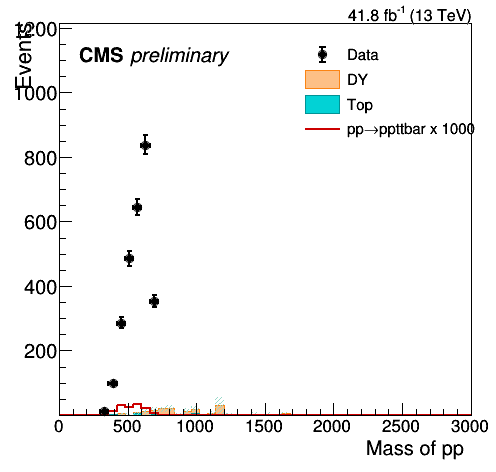 41.8 fb⁻¹ (13 TeV)
Events
CMS preliminary
Data
DY
Top
pp→ppttbar x 1000
1200
1000
800
600
400
200
0 500 1000 1500 2000 2500 3000
Mass of pp